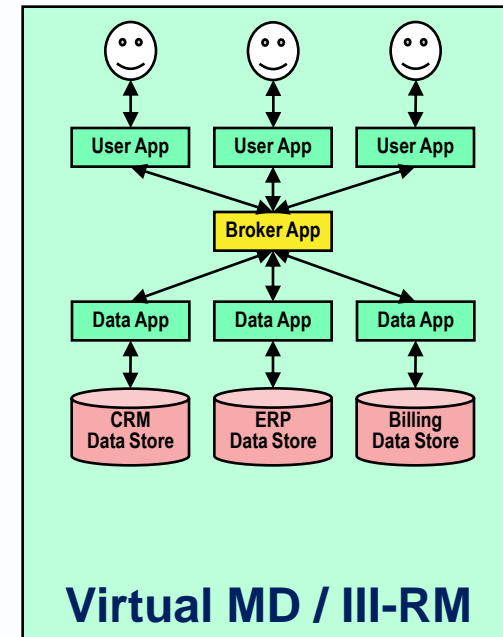 User App
User App
User App
Broker App
Data App
Data App
Data App
CRM
Data Store
ERP
Data Store
Billing
Data Store
Virtual MD / III-RM